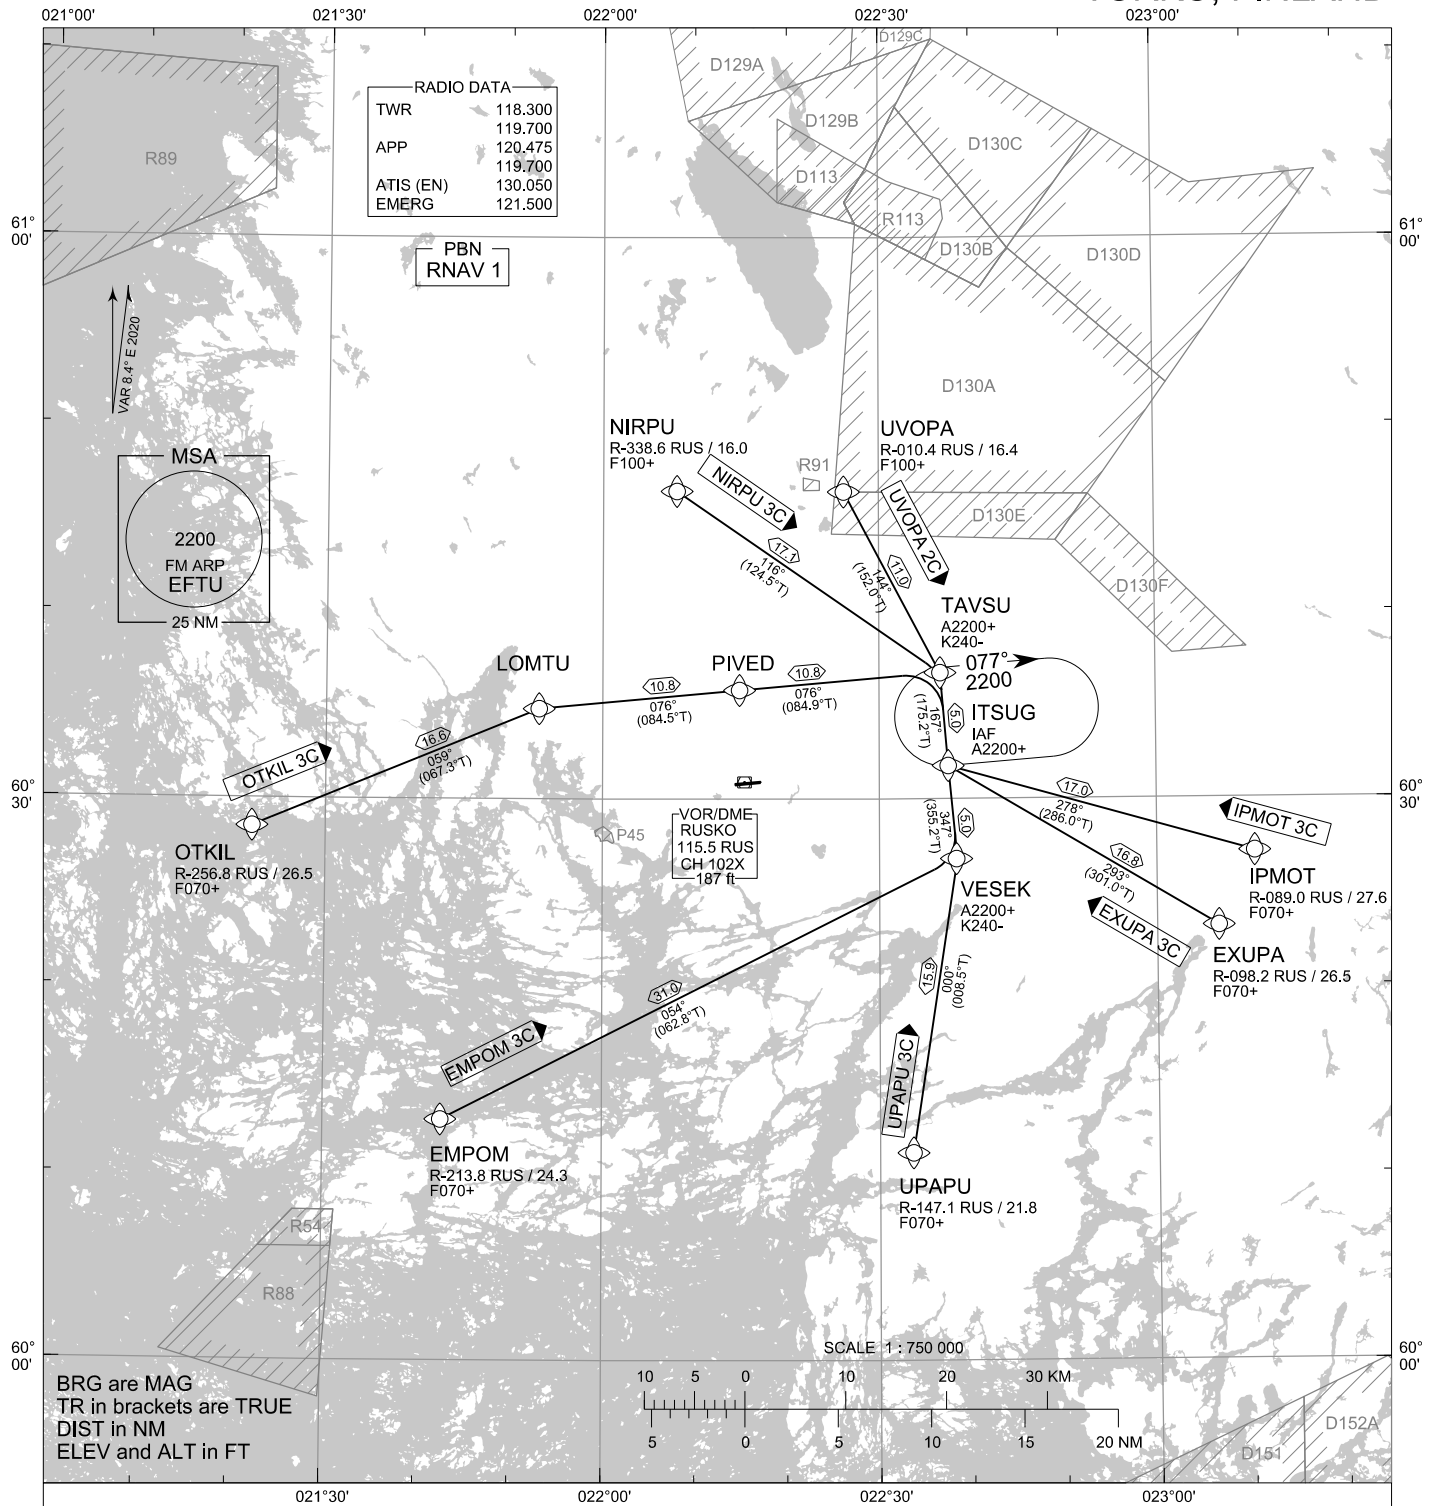 021°00'
021°30'
022°00'
022°30'
023°00'
D129C
D129A
RADIO DATA
TWR 118.300
119.700
APP 120.475
119.700
ATIS (EN) 130.050
EMERG 121.500
D129B
D130C
R89
D113
R113
61°
00'
61°
00'
PBN
RNAV 1
D130B
D130D
VAR 8.4° E 2020
D130A
NIRPU
R-338.6 RUS / 16.0
F100+
UVOPA
R-010.4 RUS / 16.4
F100+
MSA
2200
FM ARP
EFTU
25 NM
R91
NIRPU 3C
UVOPA 2C
D130E
D130F
17.1
116°
(124.5°T)
11.0
144°
(152.0°T)
TAVSU
A2200+
K240-
077°
2200
LOMTU
PIVED
10.8
076°
(084.5°T)
10.8
076°
(084.9°T)
5.0
167°
(175.2°T)
ITSUG
IAF
A2200+
16.6
059°
(067.3°T)
OTKIL 3C
60°
30'
60°
30'
17.0
278°
(286.0°T)
IPMOT 3C
VOR/DME
RUSKO
115.5 RUS
CH 102X
187 ft
P45
5.0
347°
(355.2°T)
16.8
293°
(301.0°T)
OTKIL
R-256.8 RUS / 26.5
F070+
VESEK
A2200+
K240-
IPMOT
R-089.0 RUS / 27.6
F070+
EXUPA 3C
EXUPA
R-098.2 RUS / 26.5
F070+
15.9
000°
(008.5°T)
31.0
054°
(062.8°T)
EMPOM 3C
UPAPU 3C
EMPOM
R-213.8 RUS / 24.3
F070+
UPAPU
R-147.1 RUS / 21.8
F070+
R54
R88
60°
00'
60°
00'
SCALE 1 : 750 000
10 5 0 10 20 30 KM
5 0 5 10 15 20 NM
BRG are MAG
TR in brackets are TRUE
DIST in NM
ELEV and ALT in FT
D152A
D151
021°30'
022°00'
022°30'
023°00'